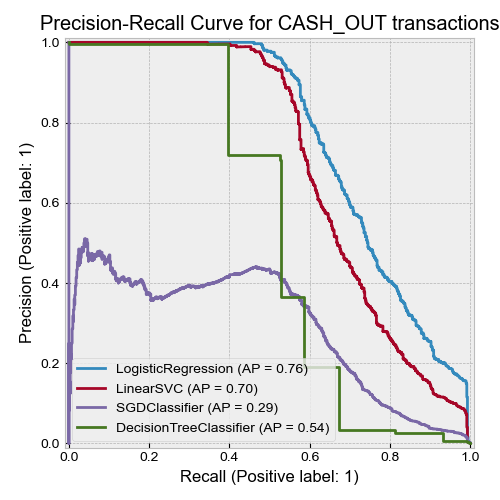 Precision-Recall Curve for CASH_OUT transactions
1.0
0.8
0.6
0.4
0.2
0.0
Precision (Positive label: 1)
LogisticRegression (AP = 0.76)
LinearSVC (AP = 0.70)
SGDClassifier (AP = 0.29)
DecisionTreeClassifier (AP = 0.54)
0.0 0.2 0.4 0.6 0.8 1.0
Recall (Positive label: 1)